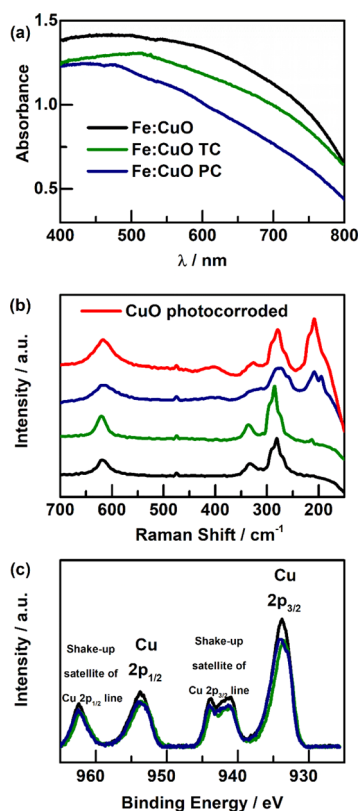 (a)
Absorbance
1.5
1.0
0.5
Fe:CuO
Fe:CuO TC
Fe:CuO PC
400 500 600 700 800
λ / nm
(b)
Intensity / a.u.
CuO photocorroded
700 600 500 400 300 200
Raman Shift / cm-1
(c)
Intensity / a.u.
Cu
2p3/2
Shake-up
satellite of
Cu 2p1/2 line
Cu
2p1/2
Shake-up
satellite of
Cu 2p3/2 line
960 950 940 930
Binding Energy / eV